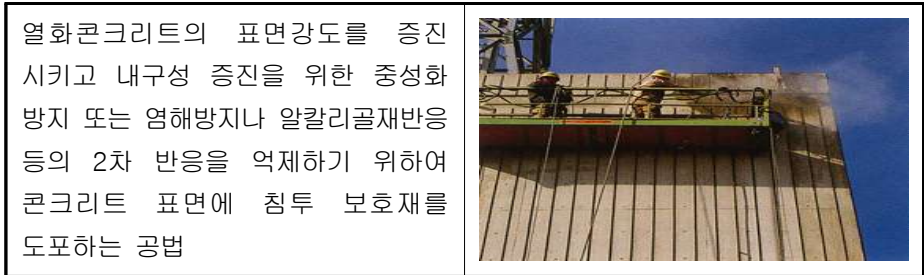 열화콘크리트의 표면강도를 증진
시키고 내구성 증진을 위한 중성화
방지 또는 염해방지나 알칼리골재반응
등의 2차 반응을 억제하기 위하여
콘크리트 표면에 침투 보호재를
도포하는 공법